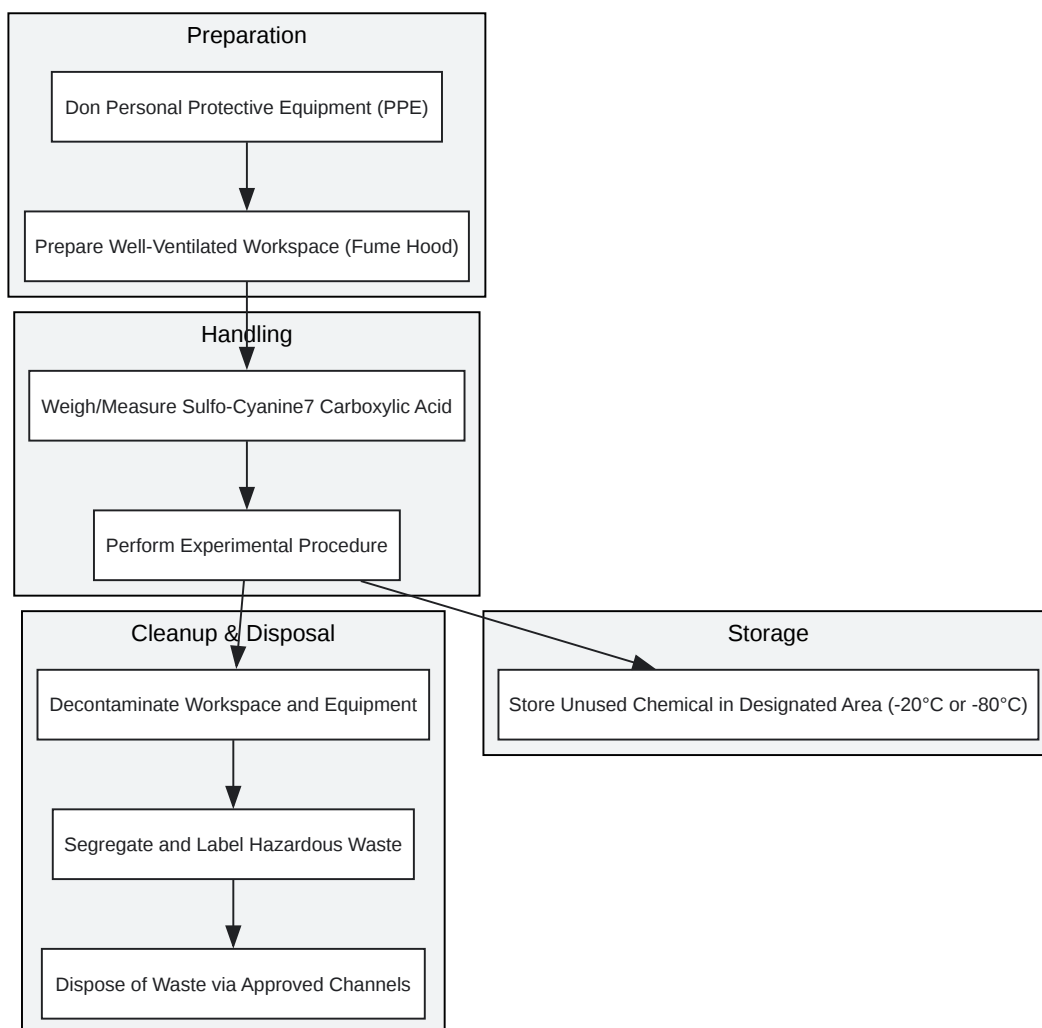 Preparation
Don Personal Protective Equipment (PPE)
Prepare Well-Ventilated Workspace (Fume Hood)
Handling
Weigh/Measure Sulfo-Cyanine7 Carboxylic Acid
Perform Experimental Procedure
Cleanup & Disposal
Decontaminate Workspace and Equipment
Segregate and Label Hazardous Waste
Dispose of Waste via Approved Channels
Storage
Store Unused Chemical in Designated Area (-20°C or -80°C)